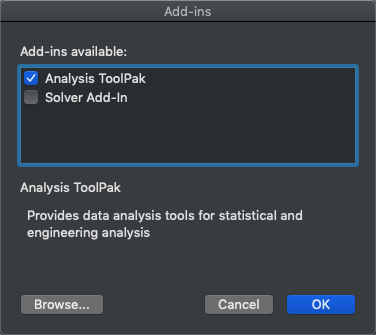 Add-ins
Add-ins available:
Analysis ToolPak
Solver Add-In
Analysis ToolPak
Provides data analysis tools for statistical and
engineering analysis
Browse...
Cancel
OK